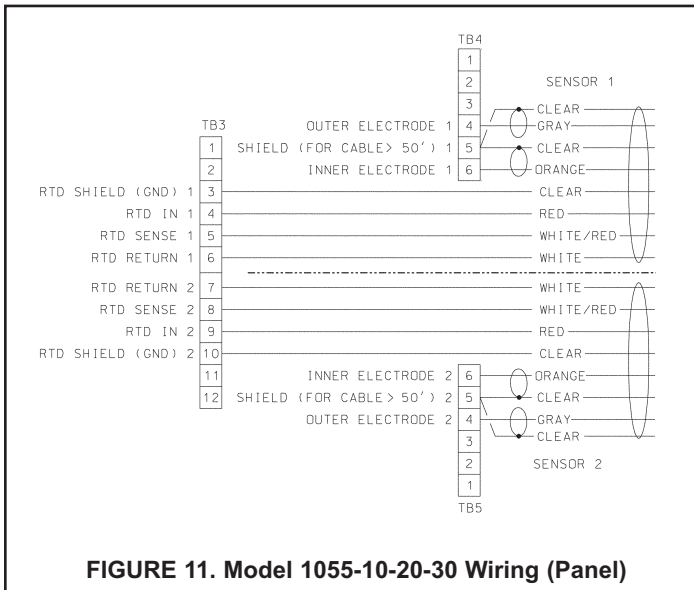 TB4
1
2 SENSOR 1
3 CLEAR
TB3 OUTER ELECTRODE 1 4 GRAY
1 SHIELD (FOR CABLE> 50') 1 5 CLEAR
2 INNER ELECTRODE 1 6 ORANGE
RTD SHIELD (GND) 1 3 CLEAR
RTD IN 1 4 RED
RTD SENSE 1 5 WHITE/RED
RTD RETURN 1 6 WHITE
RTD RETURN 2 7 WHITE
RTD SENSE 2 8 WHITE/RED
RTD IN 2 9 RED
RTD SHIELD (GND) 2 10 CLEAR
11 INNER ELECTRODE 2 6 ORANGE
12 SHIELD (FOR CABLE> 50') 2 5 CLEAR
OUTER ELECTRODE 2 4 GRAY
3 CLEAR
2 SENSOR 2
1
TB5
FIGURE 11. Model 1055-10-20-30 Wiring (Panel)